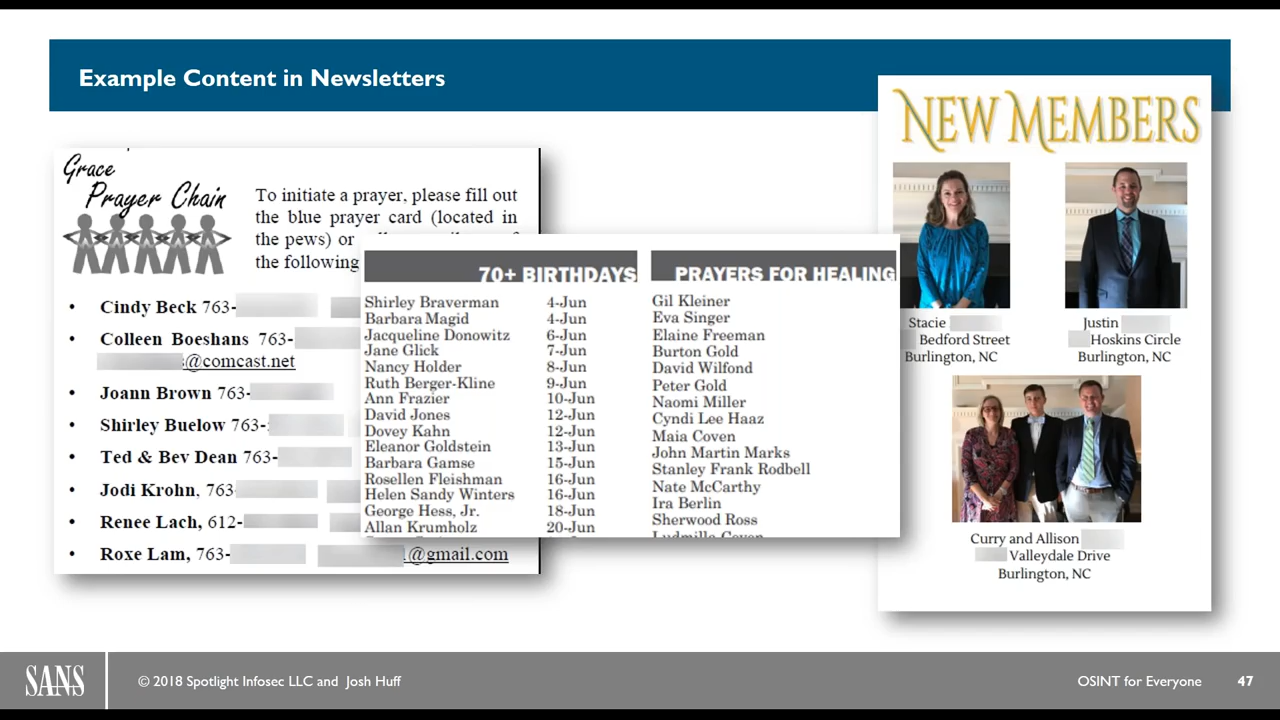 Example Content in Newsletters
Grace
Prayer Chain
To initiate a prayer, please fill out
the blue prayer card (located in
the pews) or
the following
• Cindy Beck 763-
• Colleen Boeshans 763-
@comcast.net
• Joann Brown 763-
• Shirley Buelow 763-
• Ted & Bev Dean 763-
• Jodi Krohn, 763-
• Renee Lach, 612-
• Roxe Lam, 763-
@gmail.com
70+ BIRTHDAYS
Shirley Braverman 4-Jun
Barbara Magid 4-Jun
Jacqueline Donowitz 6-Jun
Jane Glick 7-Jun
Nancy Holder 8-Jun
Ruth Berger-Kline 9-Jun
Ann Frazier 10-Jun
David Jones 12-Jun
Dovey Kahn 12-Jun
Eleanor Goldstein 13-Jun
Barbara Gamse 15-Jun
Rosellen Fleishman 16-Jun
Helen Sandy Winters 16-Jun
George Hess, Jr. 18-Jun
Allan Krumholz 20-Jun
PRAYERS FOR HEALING
Gil Kleiner
Eva Singer
Elaine Freeman
Burton Gold
David Wilfond
Peter Gold
Naomi Miller
Cyndi Lee Haaz
Maia Coven
John Martin Marks
Stanley Frank Rodbell
Nate McCarthy
Ira Berlin
Sherwood Ross
NEW MEMBERS
Stacie
Bedford Street
Burlington, NC
Justin
Hoskins Circle
Burlington, NC
Curry and Allison
Valleydale Drive
Burlington, NC
SANS
© 2018 Spotlight Infosec LLC and Josh Huff
OSINT for Everyone 47